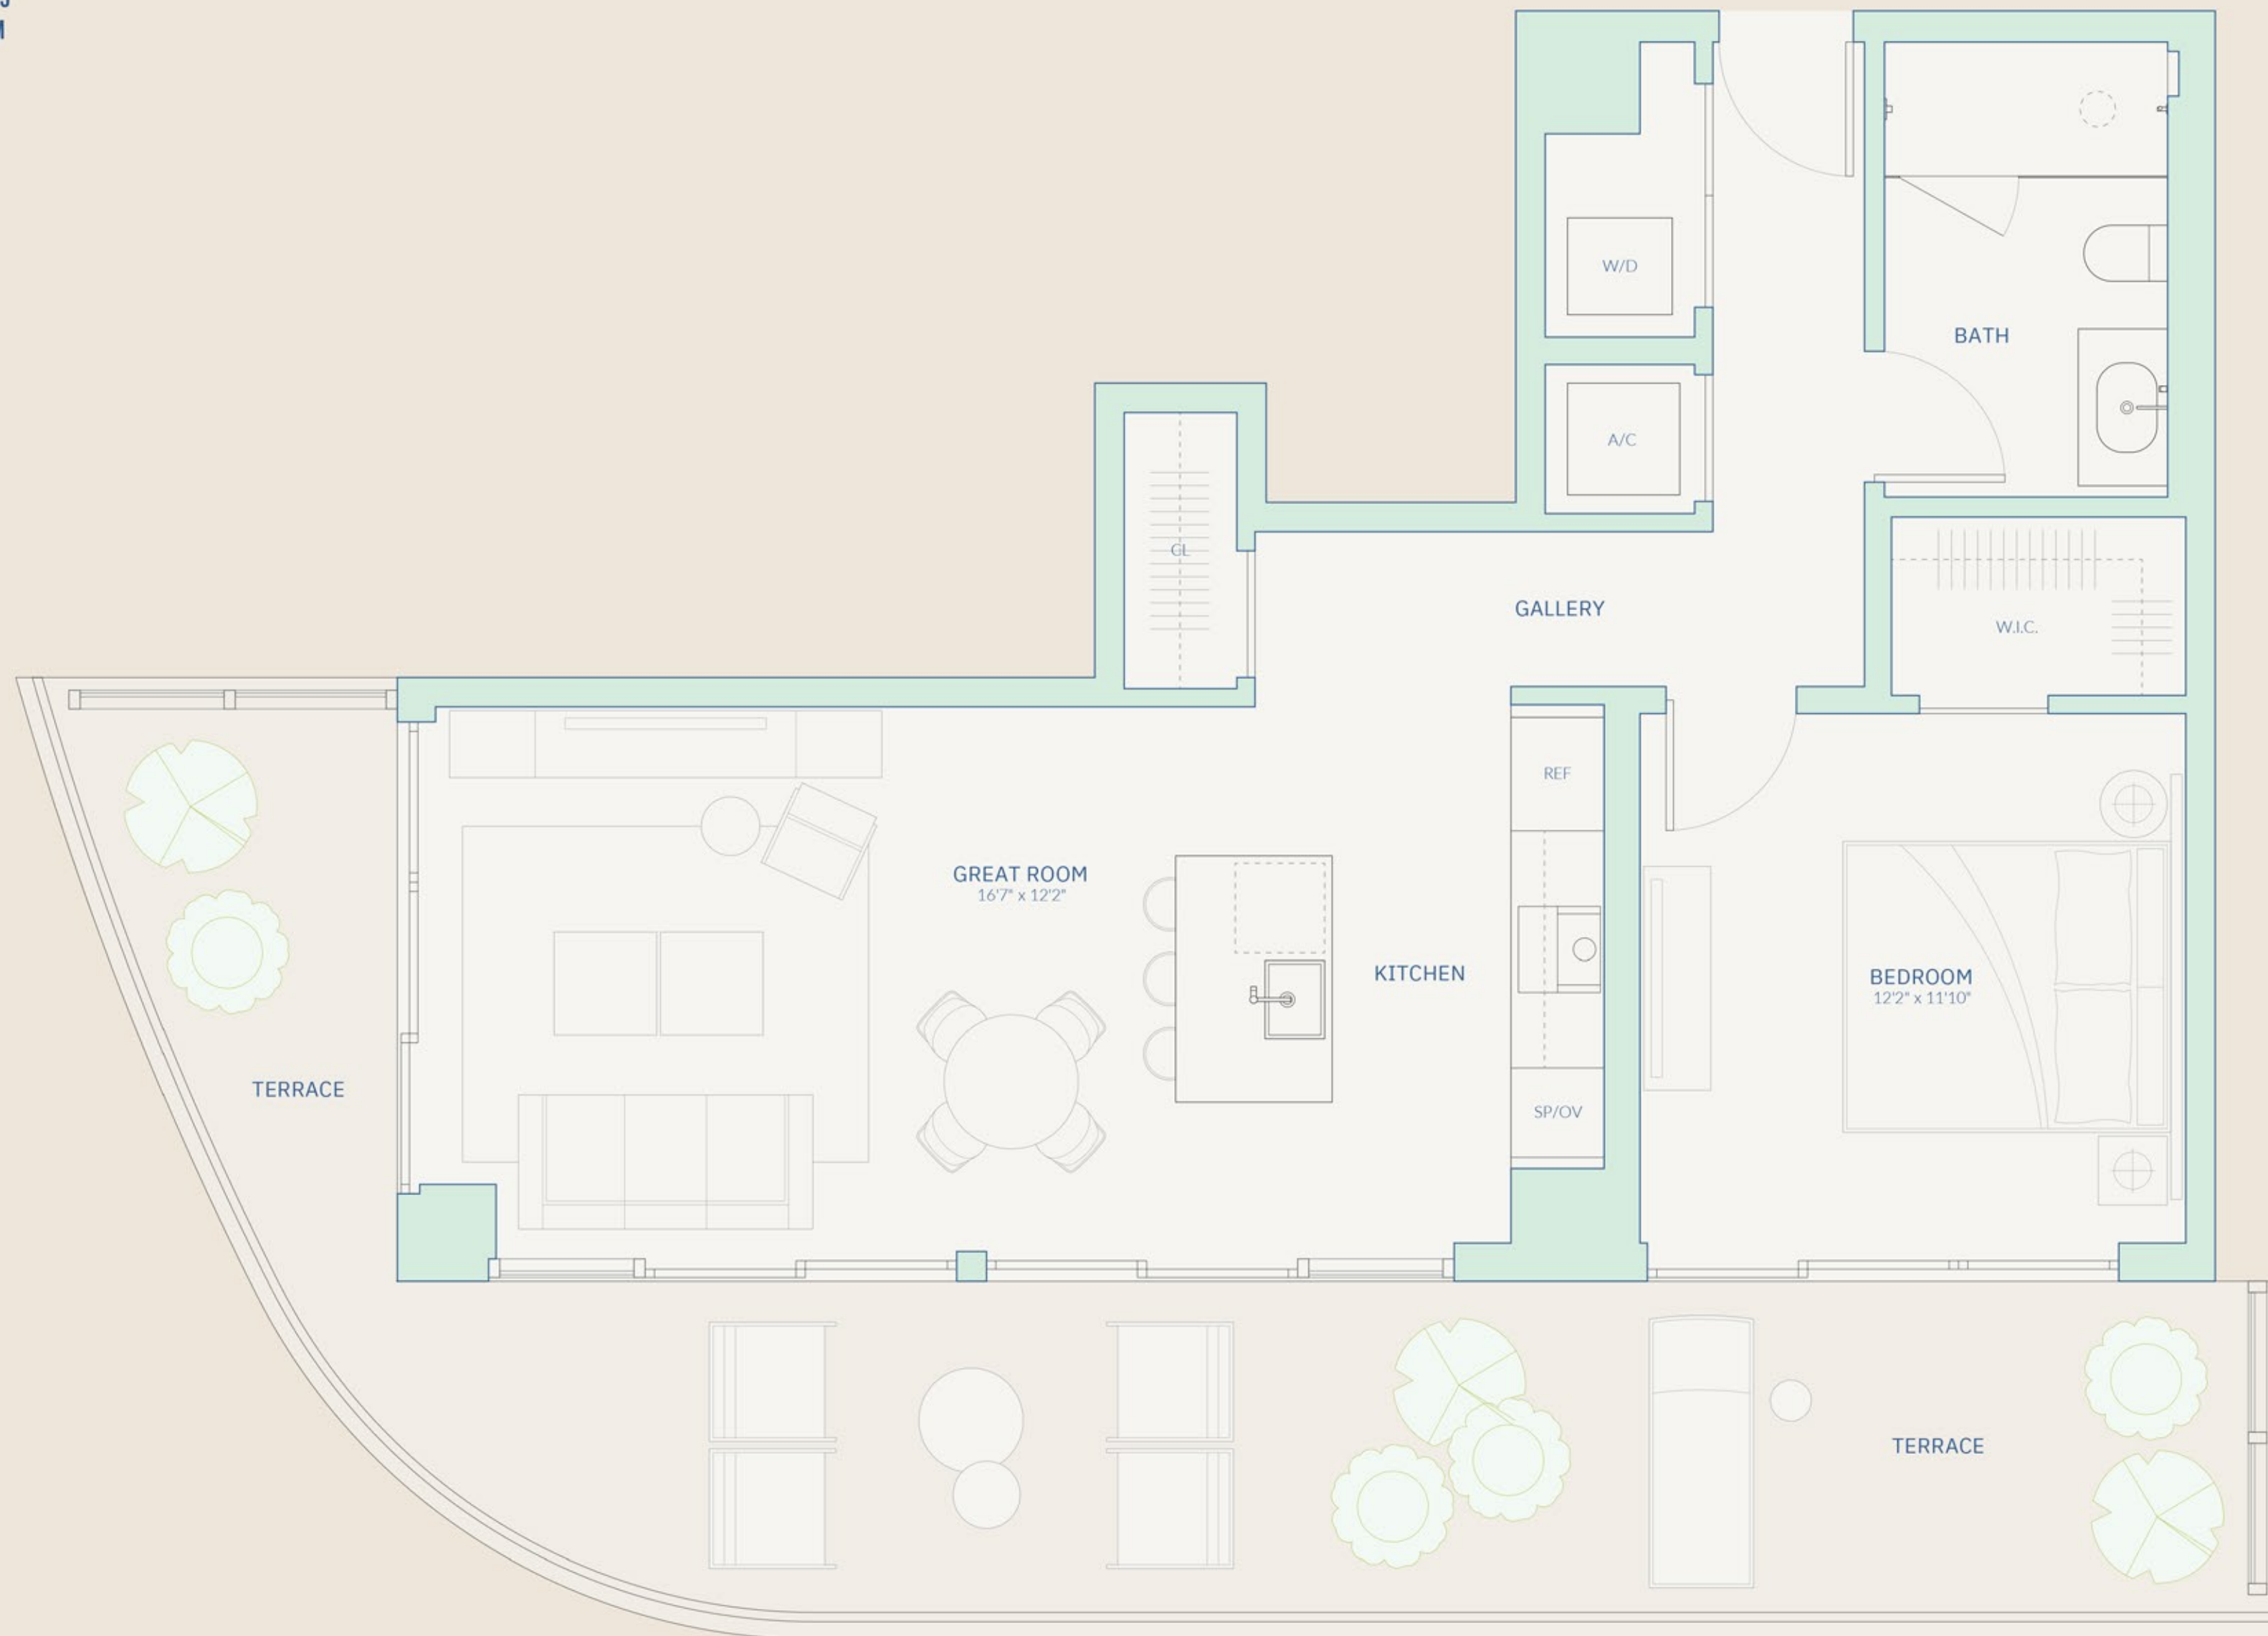 W/D
BATH
A/C
CL
GALLERY
W.I.C.
REF
GREAT ROOM
16'7" x 12'2"
KITCHEN
BEDROOM
12'2" x 11'10"
TERRACE
SP/OV
TERRACE